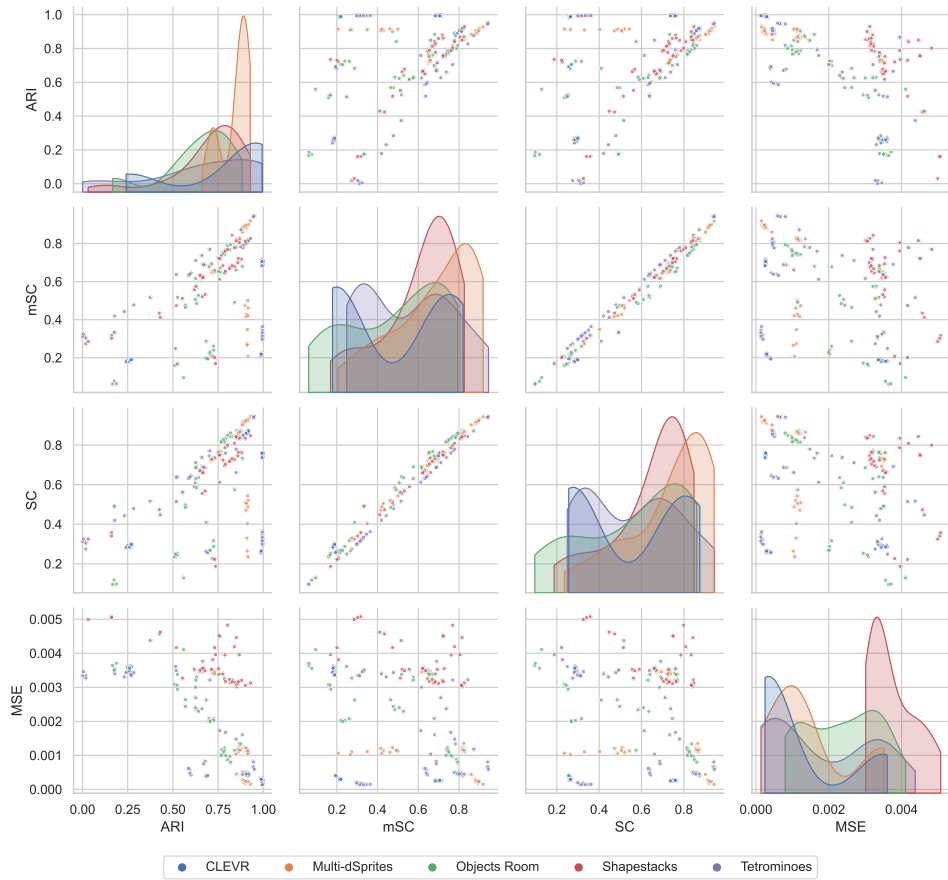 1.0
0.8
0.6
0.4
0.2
0.0
ARI
0.8
0.6
0.4
0.2
mSC
0.8
0.6
0.4
0.2
SC
0.005
0.004
0.003
0.002
0.001
0.000
MSE
0.00 0.25 0.50 0.75 1.00 0.2 0.4 0.6 0.8 0.2 0.4 0.6 0.8 0.000 0.002 0.004
ARI mSC SC MSE
CLEVR Multi-dSprites Objects Room Shapestacks Tetrominoes